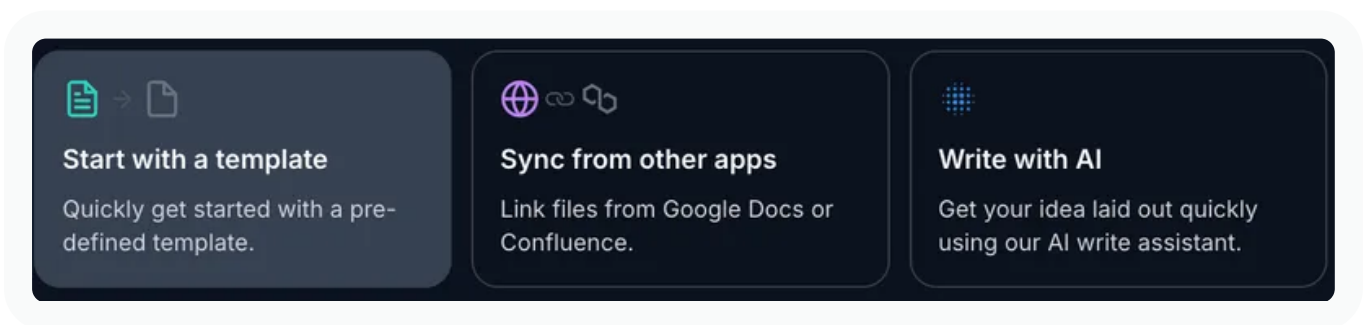 Start with a template
Quickly get started with a pre-
defined template.
Sync from other apps
Link files from Google Docs or
Confluence.
Write with AI
Get your idea laid out quickly
using our AI write assistant.